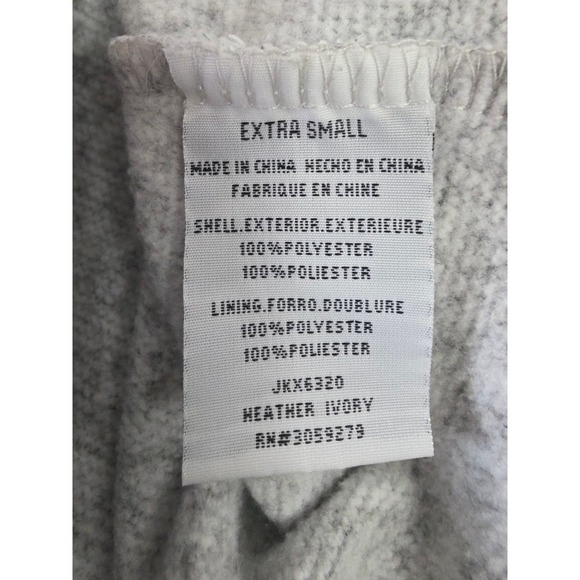 EXTRA SMALL
MADE IN CHINA HECHO EN CHINA
FABRIQUE EN CHINE
SHELL.EXTERIOR.EXTERIEURE
100%POLYESTER
100%POLIESTER
LINING.FORRO.DOUBLURE
100%POLYESTER
100%POLIESTER
JKX6320
HEATHER IVORY
RN#3059279